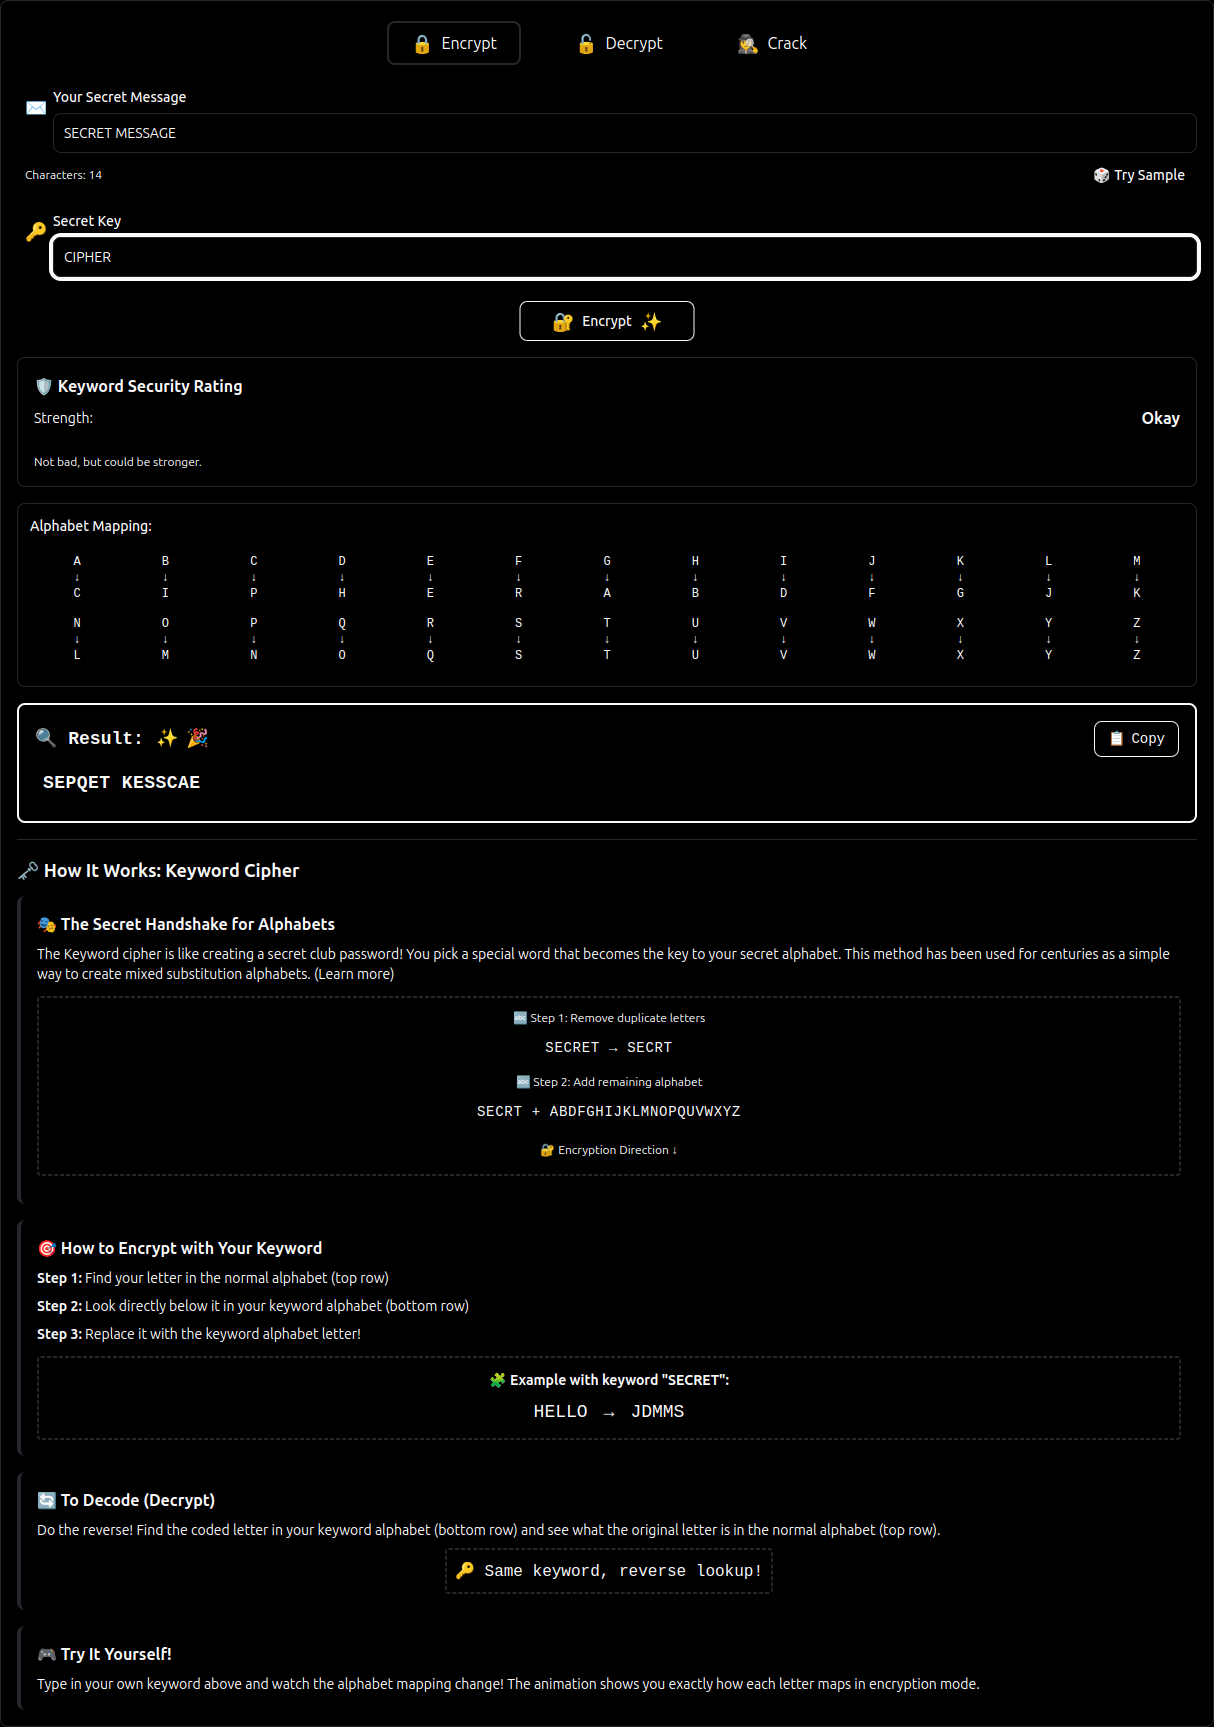 🔒 Encrypt 🔓 Decrypt 🕵️ Crack
Your Secret Message
SECRET MESSAGE
Characters: 14 🎲 Try Sample
Secret Key
CIPHER
🔐 Encrypt ✨
🛡️ Keyword Security Rating
Strength: Okay
Not bad, but could be stronger.
Alphabet Mapping:
A B C D E F G H I J K L M
↓ ↓ ↓ ↓ ↓ ↓ ↓ ↓ ↓ ↓ ↓ ↓ ↓
C I P H E R A B D F G J K
N O P Q R S T U V W X Y Z
↓ ↓ ↓ ↓ ↓ ↓ ↓ ↓ ↓ ↓ ↓ ↓ ↓
L M N O Q S T U V W X Y Z
🔍 Result: ✨ 🎉 📋 Copy
SEPQET KESSCAE
🗝️ How It Works: Keyword Cipher
🎭 The Secret Handshake for Alphabets
The Keyword cipher is like creating a secret club password! You pick a special word that becomes the key to your secret alphabet. This method has been used for centuries as a simple
way to create mixed substitution alphabets. (Learn more)
🔤 Step 1: Remove duplicate letters
SECRET → SECRT
🔤 Step 2: Add remaining alphabet
SECRT + ABDFGHIJKLMNOPQUVWXYZ
🔐 Encryption Direction ↓
🎯 How to Encrypt with Your Keyword
Step 1: Find your letter in the normal alphabet (top row)
Step 2: Look directly below it in your keyword alphabet (bottom row)
Step 3: Replace it with the keyword alphabet letter!
🧩 Example with keyword "SECRET":
HELLO → JDMMS
🔄 To Decode (Decrypt)
Do the reverse! Find the coded letter in your keyword alphabet (bottom row) and see what the original letter is in the normal alphabet (top row).
🔑 Same keyword, reverse lookup!
🎮 Try It Yourself!
Type in your own keyword above and watch the alphabet mapping change! The animation shows you exactly how each letter maps in encryption mode.